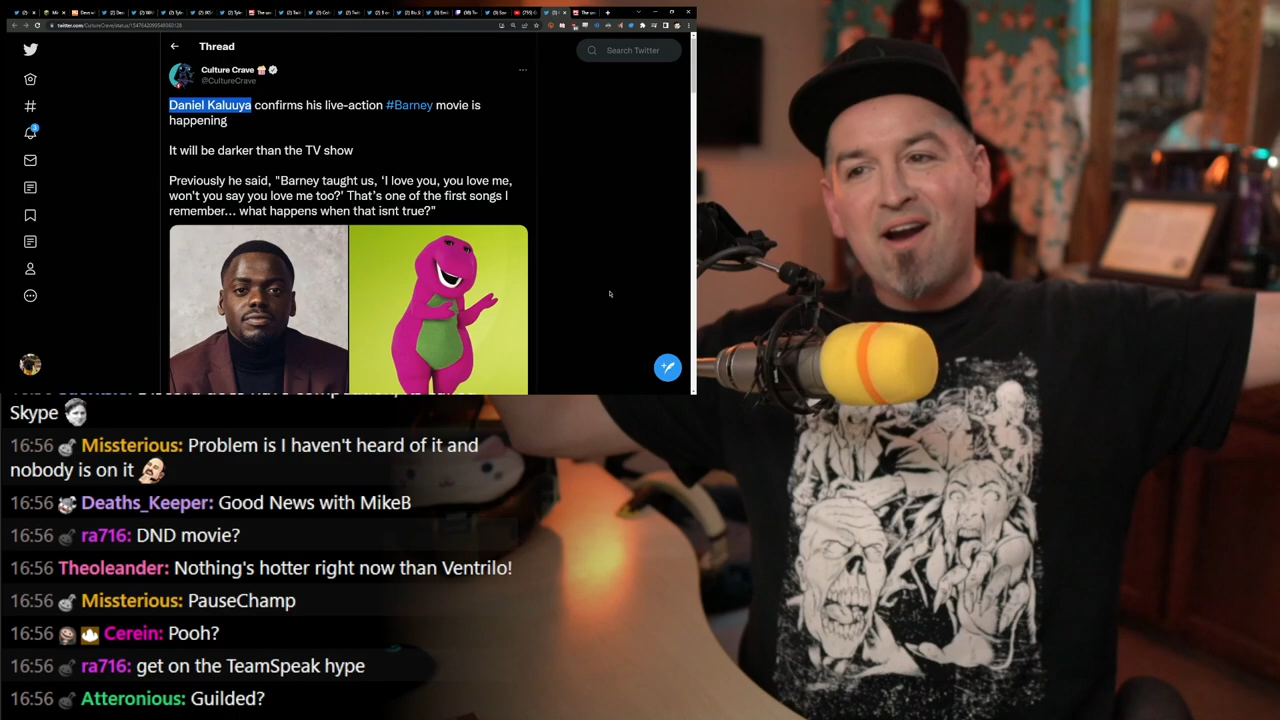 twitter.com/CultureCrave/status/
Thread
Search Twitter
Culture Crave
@CultureCrave
Daniel Kaluuya confirms his live-action #Barney movie is
happening
It will be darker than the TV show
Previously he said, "Barney taught us, ‘I love you, you love me,
won't you say you love me too?’ That's one of the first songs I
remember... what happens when that isnt true?"
Skype
16:56 Missterious: Problem is I haven't heard of it and
nobody is on it
16:56 Deaths_Keeper: Good News with MikeB
16:56 ra716: DND movie?
16:56 Theoleander: Nothing's hotter right now than Ventrilo!
16:56 Missterious: PauseChamp
16:56 Cerein: Pooh?
16:56 ra716: get on the TeamSpeak hype
16:56 Atteronious: Guilded?